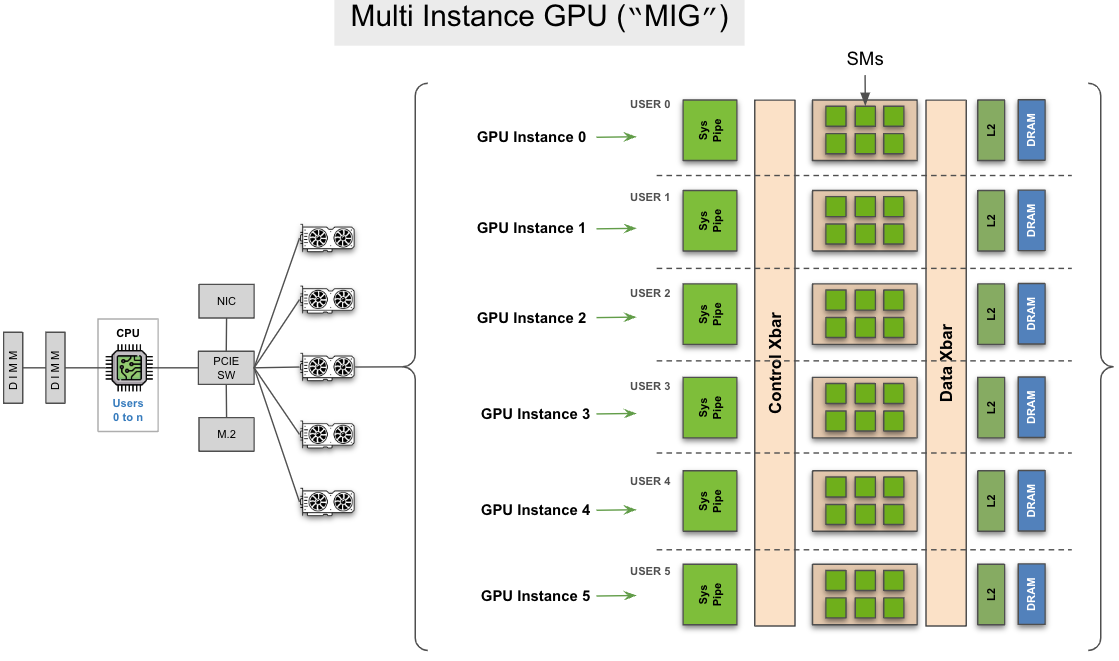 Multi Instance GPU (“MIG”)
SMs
USER 0
GPU Instance 0
Sys
Pipe
L2
DRAM
USER 1
GPU Instance 1
Sys
Pipe
L2
DRAM
USER 2
GPU Instance 2
Sys
Pipe
L2
DRAM
USER 3
GPU Instance 3
Sys
Pipe
L2
DRAM
USER 4
GPU Instance 4
Sys
Pipe
L2
DRAM
USER 5
GPU Instance 5
Sys
Pipe
L2
DRAM
Control Xbar
Data Xbar
DIMM
DIMM
CPU
Users
0 to n
NIC
PCIE
SW
M.2